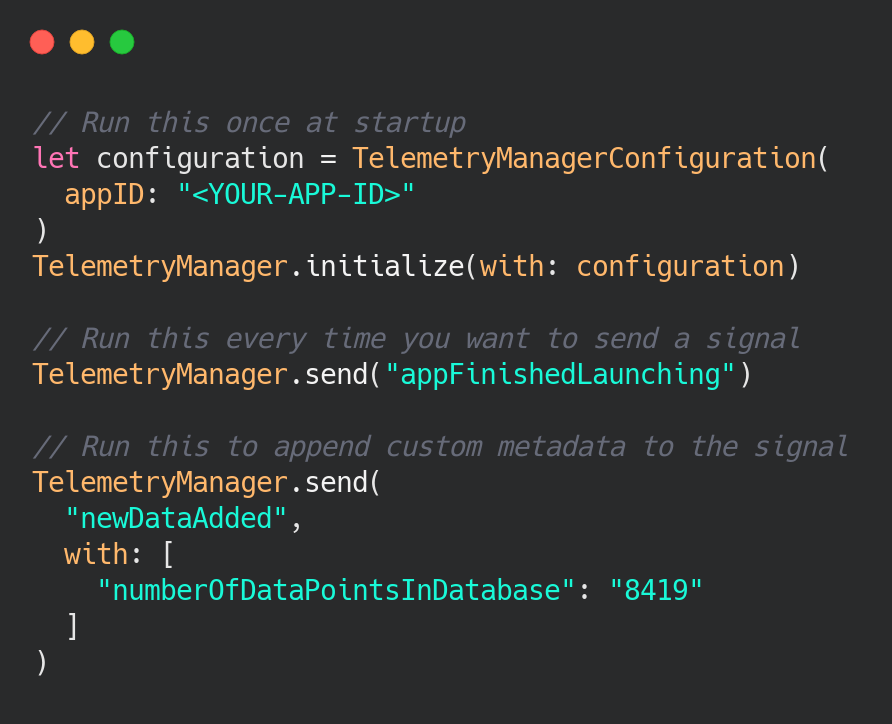 // Run this once at startup
let configuration = TelemetryManagerConfiguration(
  appID: "<YOUR-APP-ID>"
)
TelemetryManager.initialize(with: configuration)

// Run this every time you want to send a signal
TelemetryManager.send("appFinishedLaunching")

// Run this to append custom metadata to the signal
TelemetryManager.send(
  "newDataAdded",
  with: [
    "numberOfDataPointsInDatabase": "8419"
  ]
)